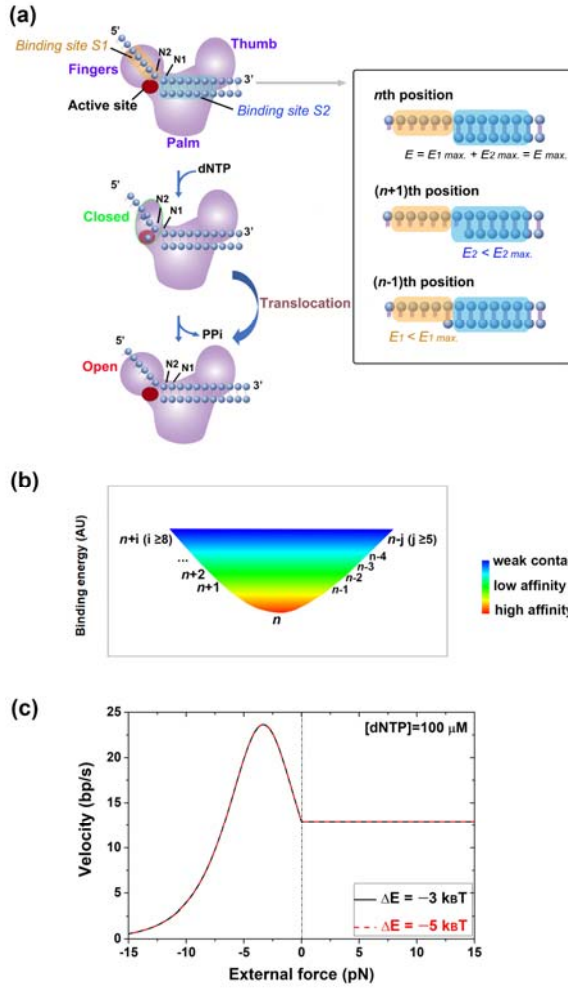 (a)
5'
Binding site S1
N2
N1
Thumb
Fingers
3'
Active site
Binding site S2
Palm
dNTP
5'
N2
N1
Closed
3'
Translocation
PPi
5'
Open
N2
N1
3'
nth position
E = E1 max. + E2 max. = E max.
(n+1)th position
E2 < E2 max.
(n-1)th position
E1 < E1 max.
(b)
Binding energy (AU)
n+i (i ≥8)
...
n+2
n+1
n
n-j (j ≥5)
n-4
n-3
n-2
n-1
weak conta
low affinity
high affinity
(c)
[dNTP]=100 μM
Velocity (bp/s)
25
20
15
10
5
0
ΔE = −3 kBT
ΔE = −5 kBT
-15 -10 -5 0 5 10 15
External force (pN)